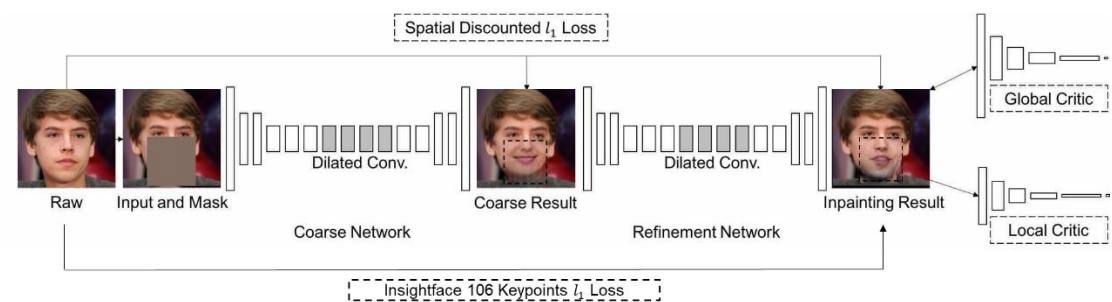 Spatial Discounted l₁ Loss
Global Critic
Dilated Conv.
Dilated Conv.
Raw
Input and Mask
Coarse Result
Inpainting Result
Coarse Network
Refinement Network
Local Critic
Insightface 106 Keypoints l₁ Loss